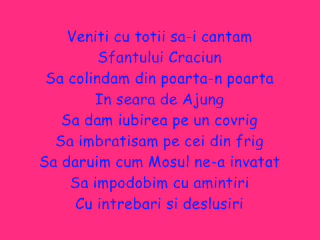 Veniti cu totii sa-i cantam
Sfantului Craciun
Sa colindam din poarta-n poarta
In seara de Ajung
Sa dam iubirea pe un covrig
Sa imbratisam pe cei din frig
Sa daruim cum Mosul ne-a invatat
Sa impodobim cu amintiri
Cu intrebari si deslusiri